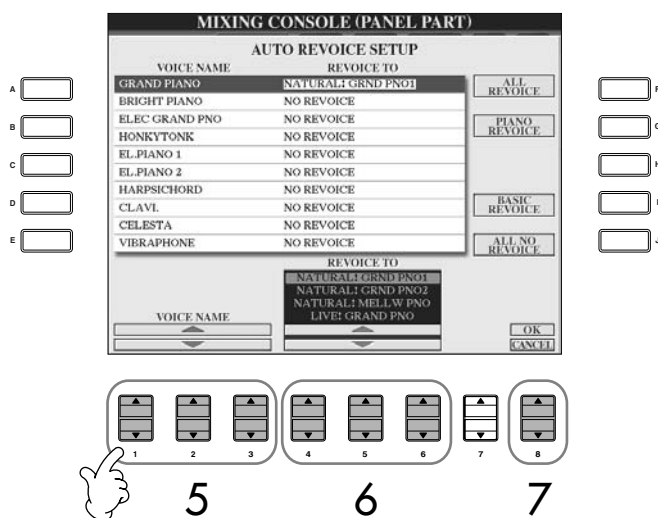 MIXING CONSOLE (PANEL PART)
AUTO REVOICE SETUP
VOICE NAME REVOICE TO
GRAND PIANO NATURAL! GRND PNO1
BRIGHT PIANO NO REVOICE
ELEC GRAND PNO NO REVOICE
HONKYTONK NO REVOICE
EL.PIANO 1 NO REVOICE
EL.PIANO 2 NO REVOICE
HARPSICHORD NO REVOICE
CLAVI. NO REVOICE
CELESTA NO REVOICE
VIBRAPHONE NO REVOICE
ALL
REVOICE
PIANO
REVOICE
BASIC
REVOICE
ALL NO
REVOICE
A
B
C
D
E
REVOICE TO
NATURAL! GRND PNO1
NATURAL! GRND PNO2
NATURAL! MELLW PNO
LIVE! GRAND PNO
VOICE NAME
OK
CANCEL
1 2 3 4 5 6 7 8
5 6 7